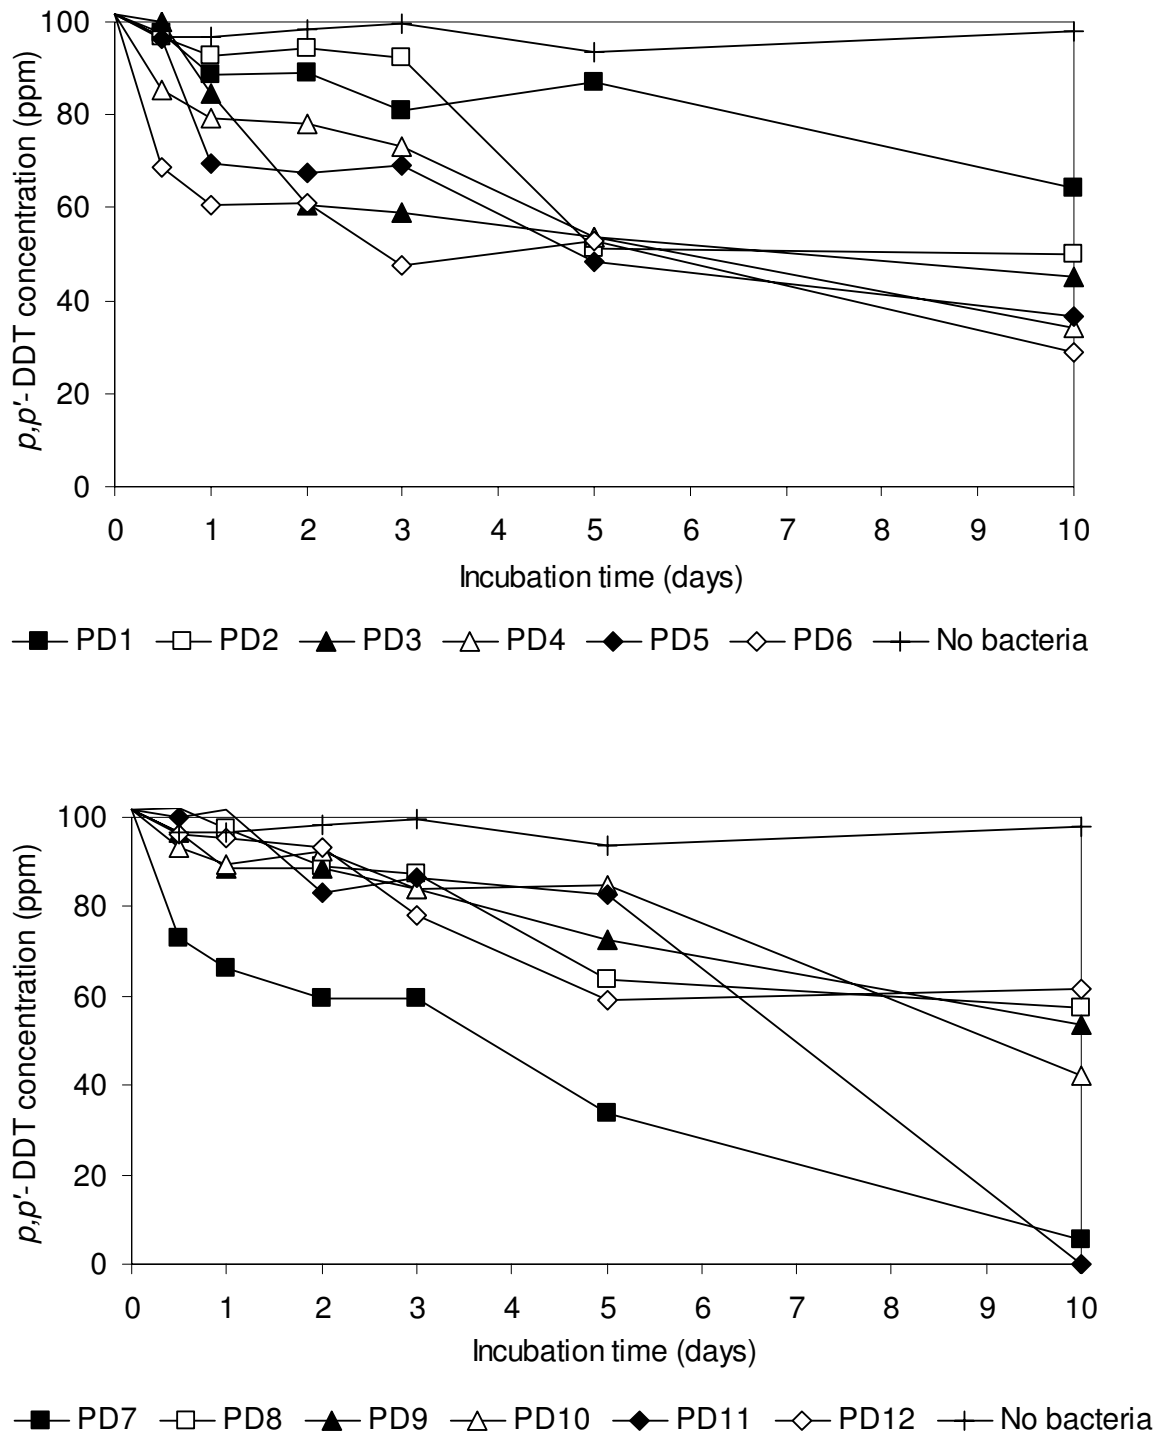 p,p'- DDT concentration (ppm)
100
80
60
40
20
0
0 1 2 3 4 5 6 7 8 9 10
Incubation time (days)
PD1 PD2 PD3 PD4 PD5 PD6 No bacteria
p,p'- DDT concentration (ppm)
100
80
60
40
20
0
0 1 2 3 4 5 6 7 8 9 10
Incubation time (days)
PD7 PD8 PD9 PD10 PD11 PD12 No bacteria